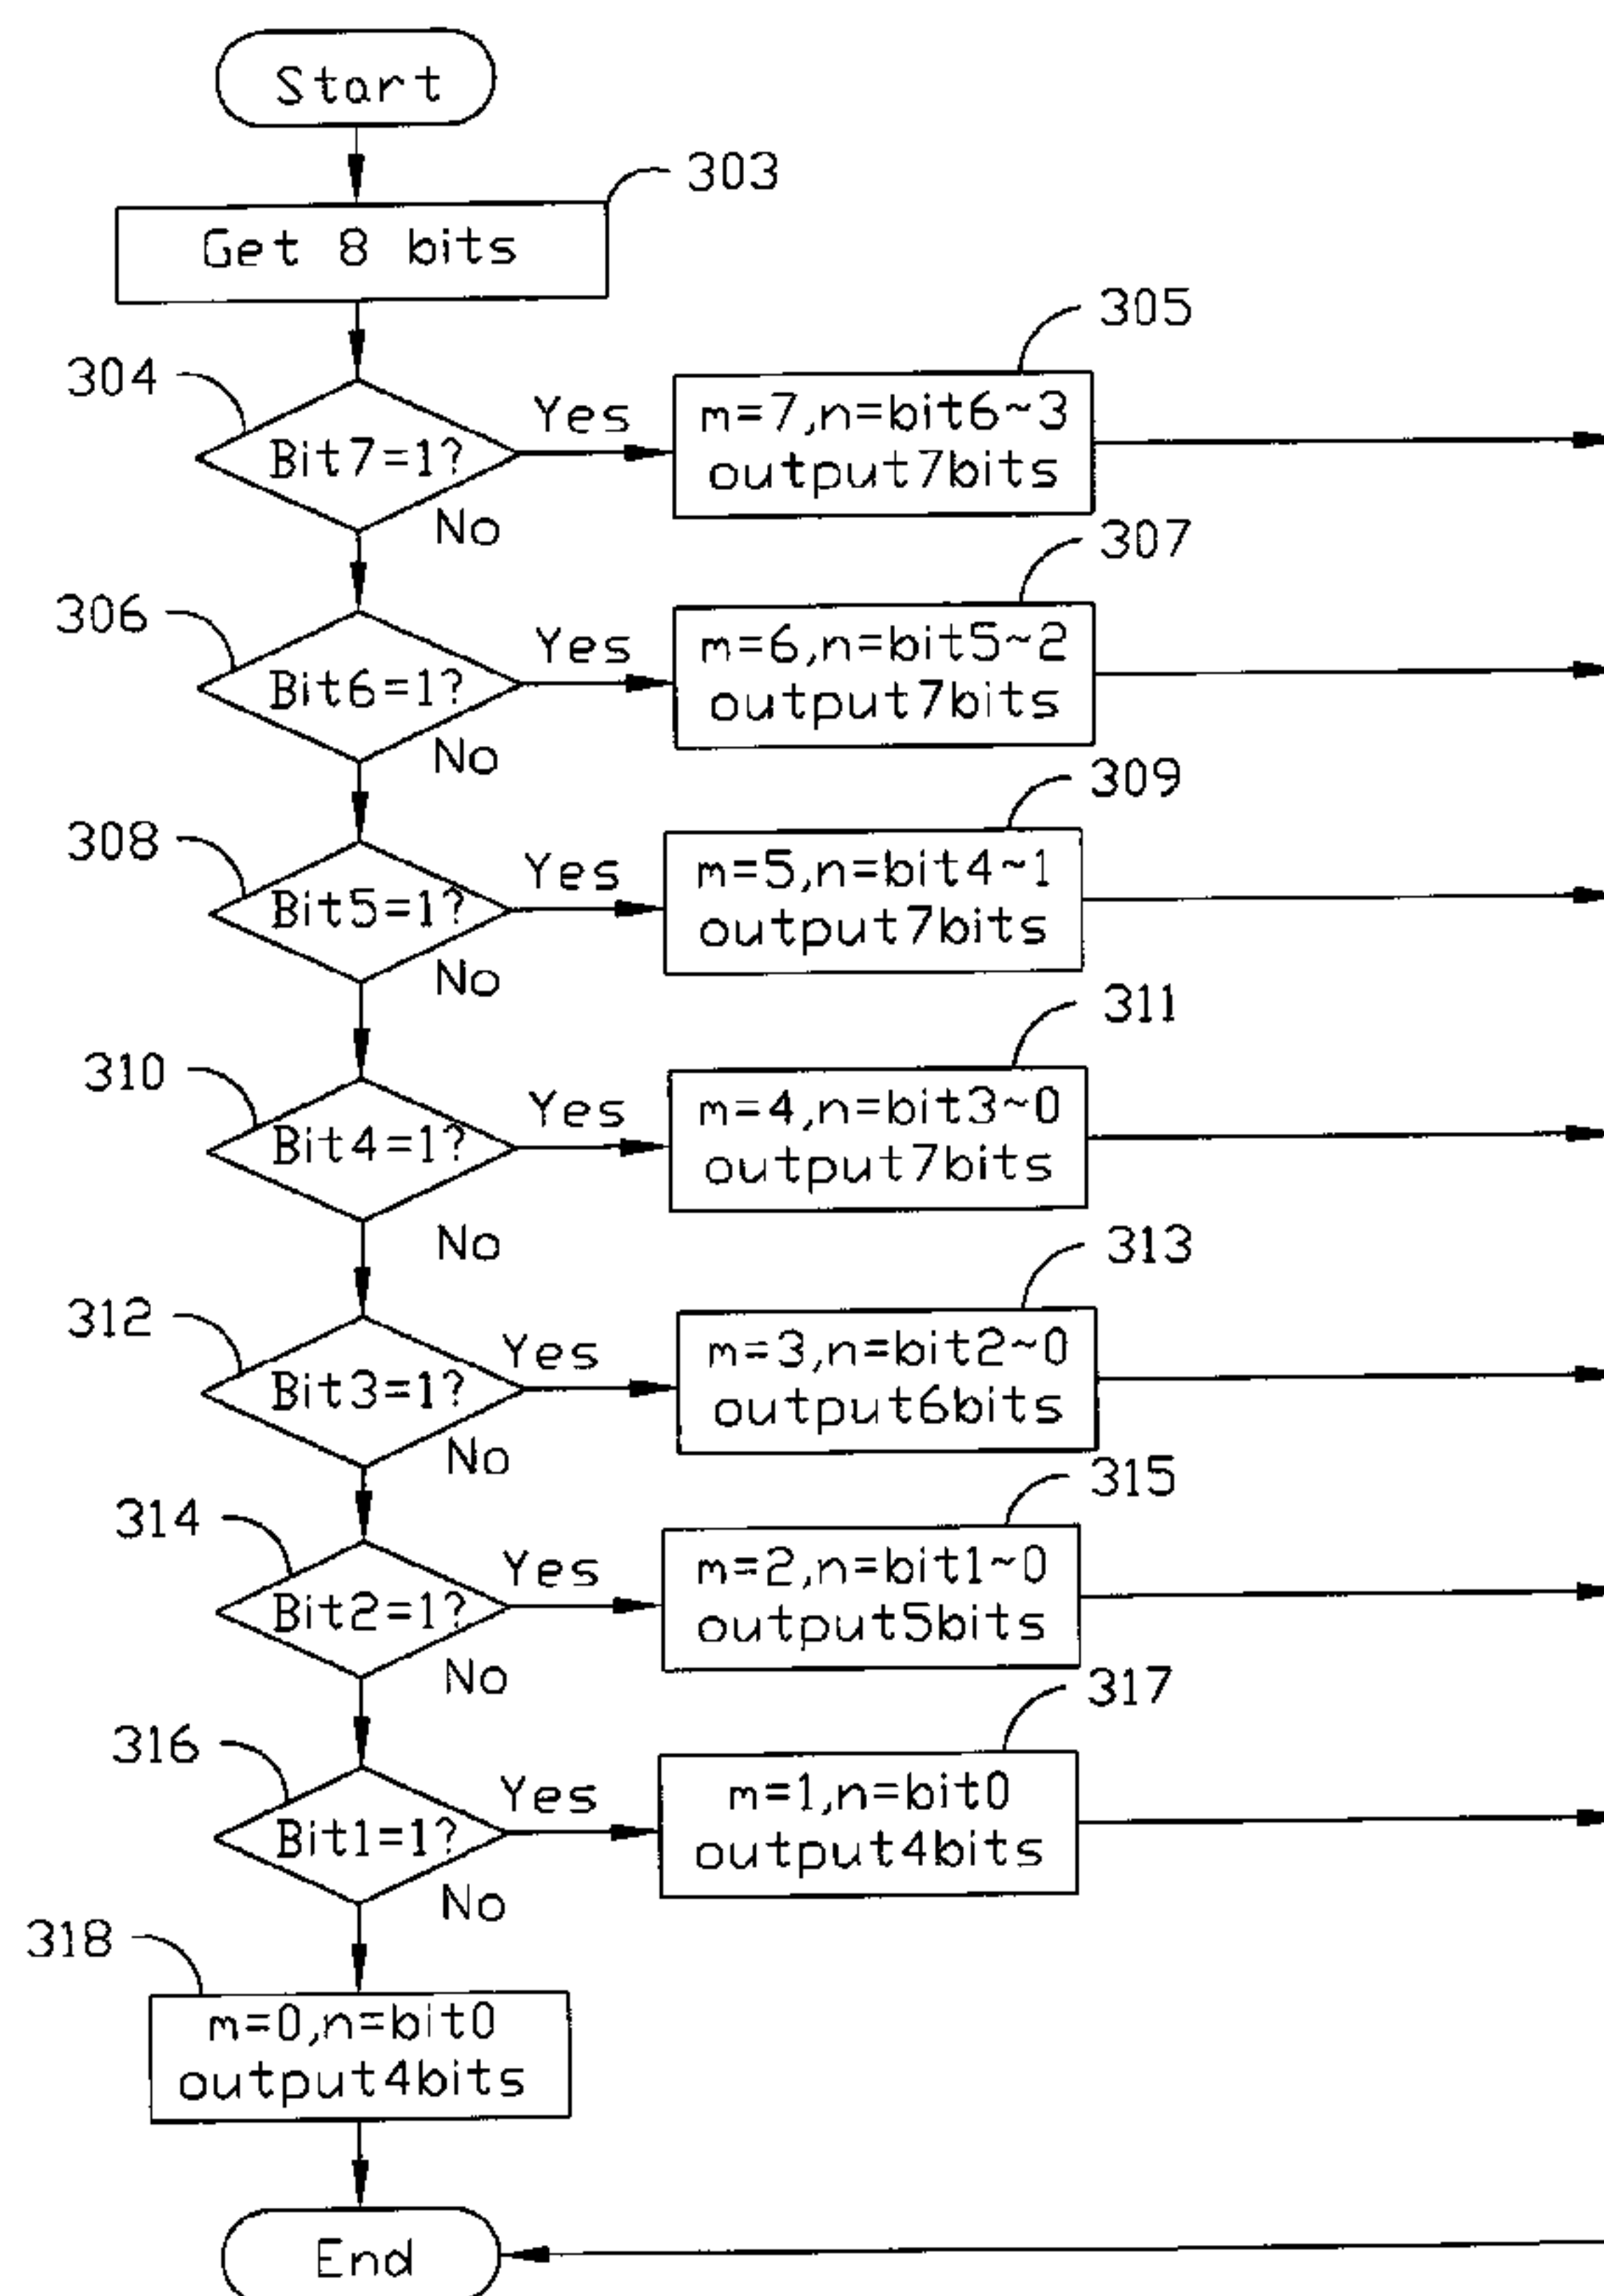 Start
303
Get 8 bits
305
304
Yes
m=7,n=bit6~3
Bit7=1?
output7bits
No
307
306
Yes
m=6,n=bit5~2
Bit6=1?
output7bits
No
309
308
Yes
m=5,n=bit4~1
Bit5=1?
output7bits
No
311
310
Yes
m=4,n=bit3~0
Bit4=1?
output7bits
No
313
312
Yes
m=3,n=bit2~0
Bit3=1?
output6bits
No
315
314
Yes
m=2,n=bit1~0
Bit2=1?
output5bits
No
317
316
Yes
m=1,n=bit0
Bit1=1?
output4bits
No
318
m=0,n=bit0
output4bits
End